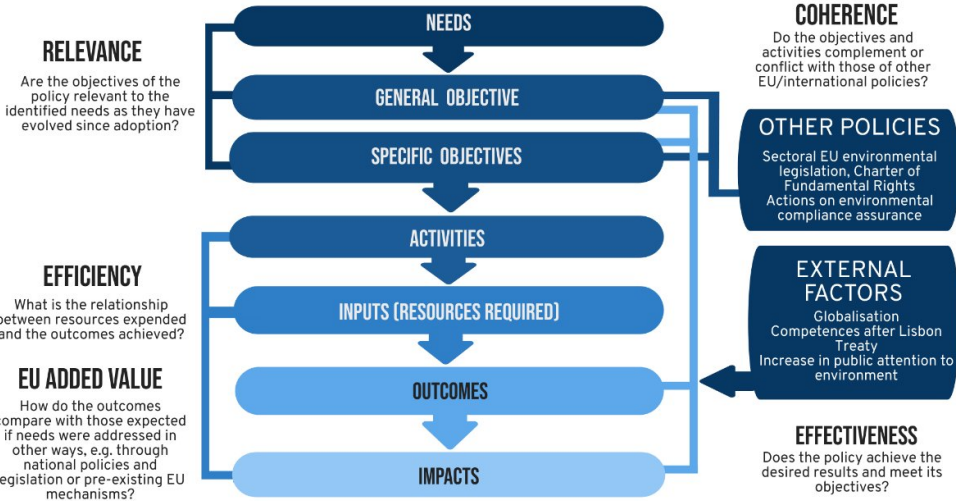 RELEVANCE
Are the objectives of the
policy relevant to the
identified needs as they have
evolved since adoption?
EFFICIENCY
What is the relationship
between resources expended
and the outcomes achieved?
EU ADDED VALUE
How do the outcomes
compare with those expected
if needs were addressed in
other ways, e.g. through
national policies and
legislation or pre-existing EU
mechanisms?
NEEDS
GENERAL OBJECTIVE
SPECIFIC OBJECTIVES
ACTIVITIES
INPUTS (RESOURCES REQUIRED)
OUTCOMES
IMPACTS
COHERENCE
Do the objectives and
activities complement or
conflict with those of other
EU/international policies?
OTHER POLICIES
Sectoral EU environmental
legislation, Charter of
Fundamental Rights
Actions on environmental
compliance assurance
EXTERNAL
FACTORS
Globalisation
Competences after Lisbon
Treaty
Increase in public attention to
environment
EFFECTIVENESS
Does the policy achieve the
desired results and meet its
objectives?